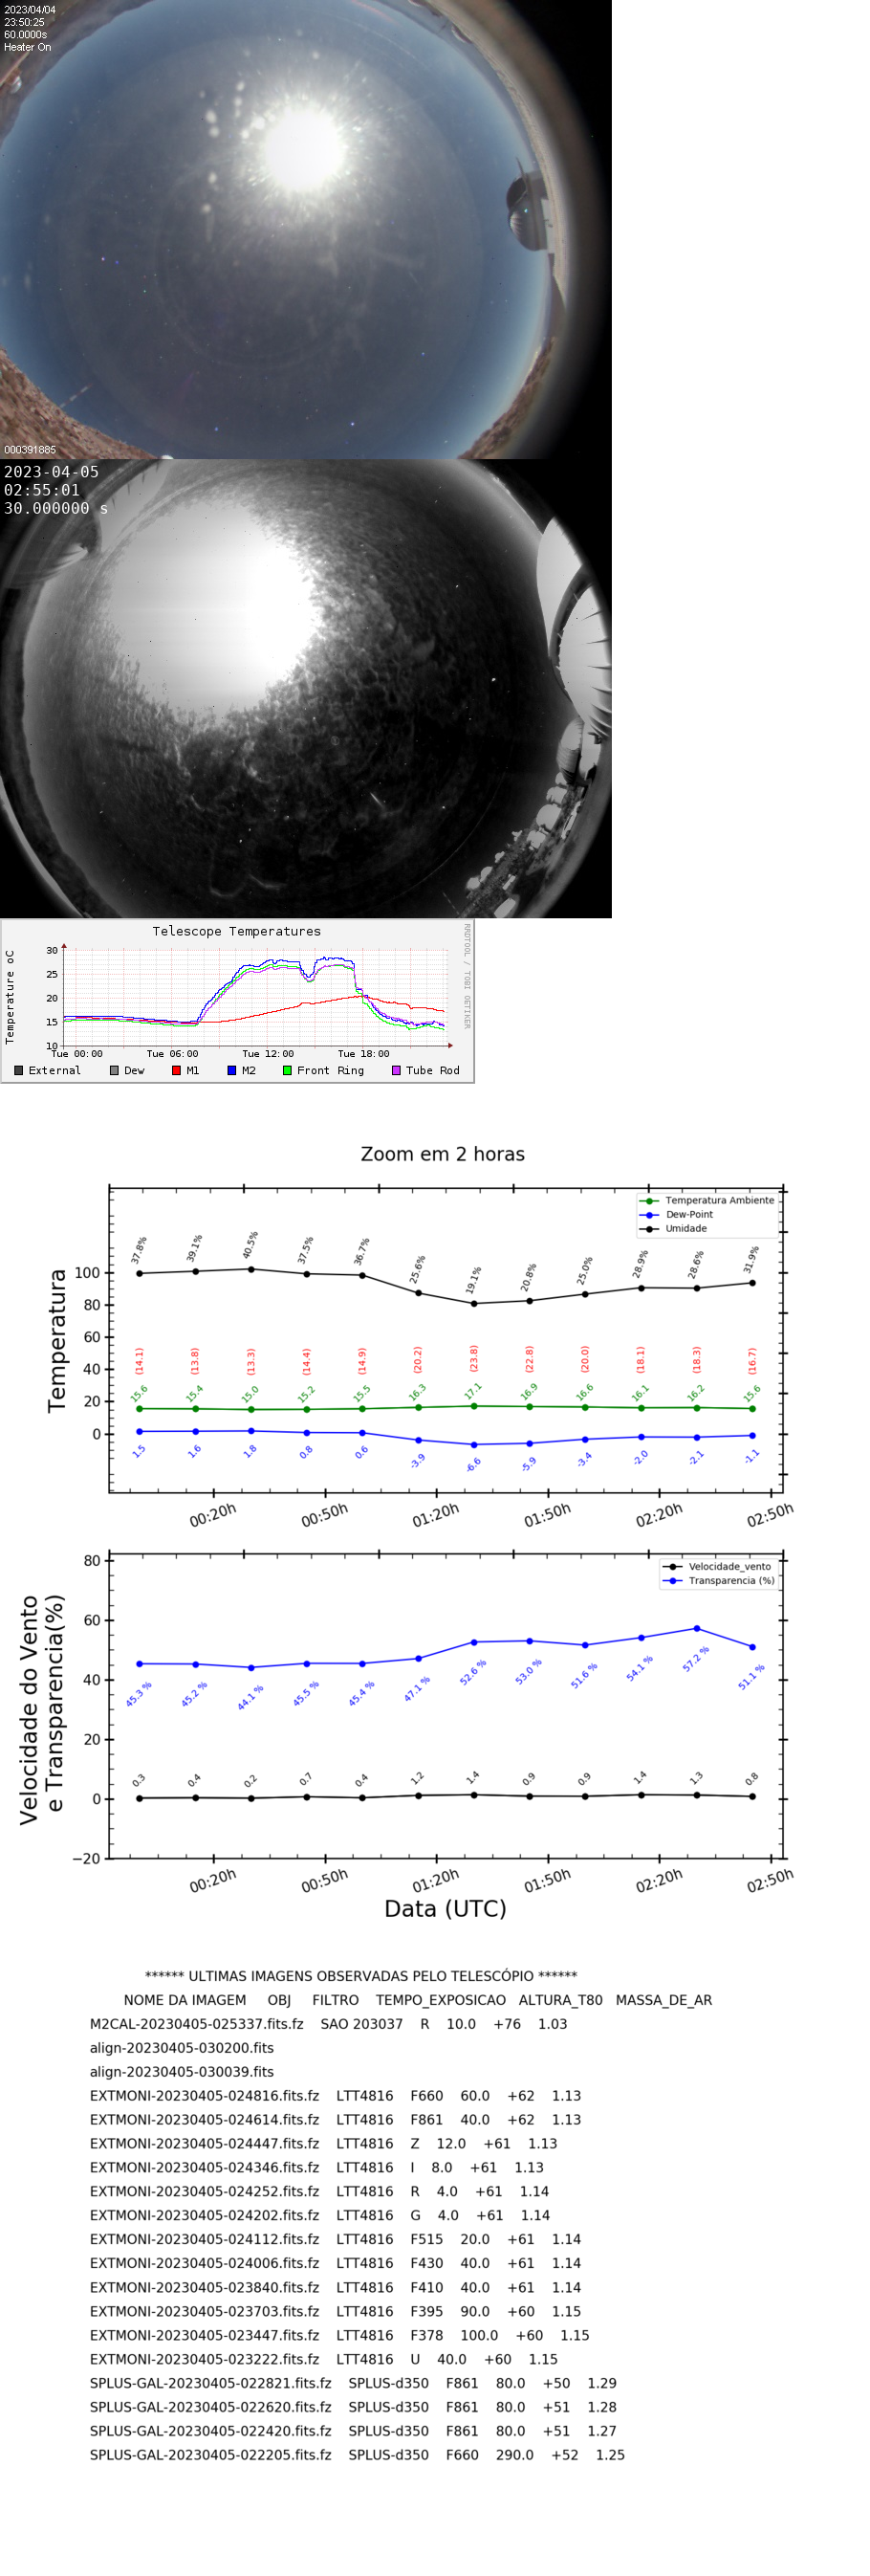 2023/04/04
23:50:25
60.0000s
Heater On
000391885
2023-04-05
02:55:01
30.000000 s
Telescope Temperatures
RRDTOOL / TOBI OETIKER
Temperature oC
30
25
20
15
10
Tue 00:00 Tue 06:00 Tue 12:00 Tue 18:00
External Dew M1 M2 Front Ring Tube Rod
Zoom em 2 horas
Temperatura Ambiente
Dew-Point
Umidade
Temperatura
100
80
60
40
20
0
37.8% 39.1% 40.5% 37.5% 36.7% 25.6% 19.1% 20.8% 25.0% 28.9% 28.6% 31.9%
(14.1) (13.8) (13.3) (14.4) (14.9) (20.2) (23.8) (22.8) (20.0) (18.1) (18.3) (16.7)
15.6 15.4 15.0 15.2 15.5 16.3 17.1 16.9 16.6 16.1 16.2 15.6
1.5 1.6 1.8 0.8 0.6 -3.9 -6.6 -5.9 -3.4 -2.0 -2.1 -1.1
00:20h 00:50h 01:20h 01:50h 02:20h 02:50h
Velocidade_vento
Transparencia (%)
Velocidade do Vento
e Transparencia(%)
80
60
40
20
0
−20
45.3 % 45.2 % 44.1 % 45.5 % 45.4 % 47.1 % 52.6 % 53.0 % 51.6 % 54.1 % 57.2 % 51.1 %
0.3 0.4 0.2 0.7 0.4 1.2 1.4 0.9 0.9 1.4 1.3 0.8
00:20h 00:50h 01:20h 01:50h 02:20h 02:50h
Data (UTC)
****** ULTIMAS IMAGENS OBSERVADAS PELO TELESCÓPIO ******
NOME DA IMAGEM OBJ FILTRO TEMPO_EXPOSICAO ALTURA_T80 MASSA_DE_AR
M2CAL-20230405-025337.fits.fz SAO 203037 R 10.0 +76 1.03
align-20230405-030200.fits
align-20230405-030039.fits
EXTMONI-20230405-024816.fits.fz LTT4816 F660 60.0 +62 1.13
EXTMONI-20230405-024614.fits.fz LTT4816 F861 40.0 +62 1.13
EXTMONI-20230405-024447.fits.fz LTT4816 Z 12.0 +61 1.13
EXTMONI-20230405-024346.fits.fz LTT4816 I 8.0 +61 1.13
EXTMONI-20230405-024252.fits.fz LTT4816 R 4.0 +61 1.14
EXTMONI-20230405-024202.fits.fz LTT4816 G 4.0 +61 1.14
EXTMONI-20230405-024112.fits.fz LTT4816 F515 20.0 +61 1.14
EXTMONI-20230405-024006.fits.fz LTT4816 F430 40.0 +61 1.14
EXTMONI-20230405-023840.fits.fz LTT4816 F410 40.0 +61 1.14
EXTMONI-20230405-023703.fits.fz LTT4816 F395 90.0 +60 1.15
EXTMONI-20230405-023447.fits.fz LTT4816 F378 100.0 +60 1.15
EXTMONI-20230405-023222.fits.fz LTT4816 U 40.0 +60 1.15
SPLUS-GAL-20230405-022821.fits.fz SPLUS-d350 F861 80.0 +50 1.29
SPLUS-GAL-20230405-022620.fits.fz SPLUS-d350 F861 80.0 +51 1.28
SPLUS-GAL-20230405-022420.fits.fz SPLUS-d350 F861 80.0 +51 1.27
SPLUS-GAL-20230405-022205.fits.fz SPLUS-d350 F660 290.0 +52 1.25